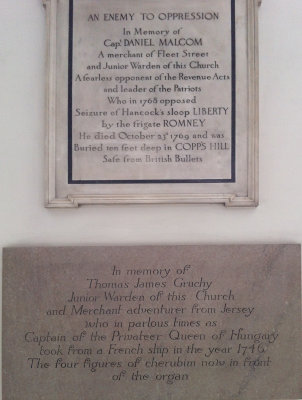 AN ENEMY TO OPPRESSION
In Memory of
Capt. DANIEL MALCOM
A merchant of Fleet Street
and Junior Warden of this Church
A fearless opponent of the Revenue Acts
and leader of the Patriots
Who in 1768 opposed
Seizure of Hancock's sloop LIBERTY
by the frigate ROMNEY
He died October 23d 1769 and was
Buried ten feet deep in COPP'S HILL
Safe from British Bullets
In memory of
Thomas James Gruchy
Junior Warden of this Church
and Merchant adventurer from Jersey
who in parlous times as
Captain of the Privateer Queen of Hungary
took from a French ship in the year 1746
The four figures of cherubim now in front
of the organ